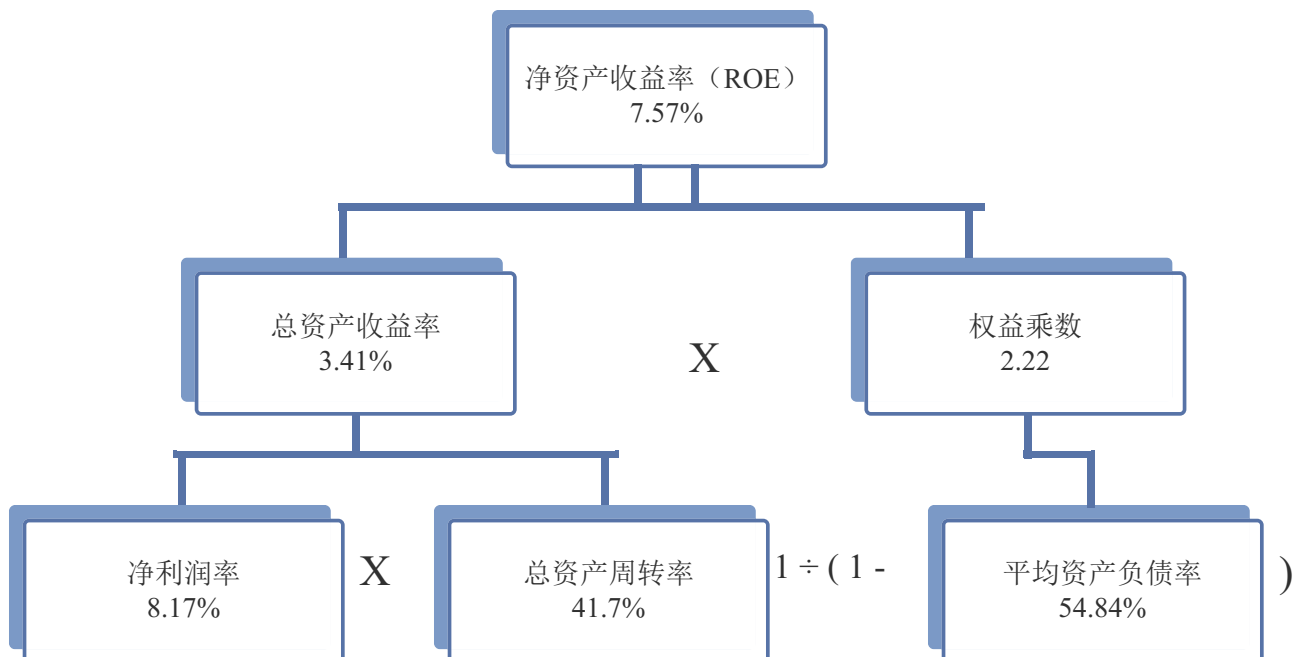 净资产收益率（ROE）
7.57%
总资产收益率
3.41%
X
权益乘数
2.22
净利润率
8.17%
X
总资产周转率
41.7%
1 ÷ ( 1 -
平均资产负债率
54.84%
)